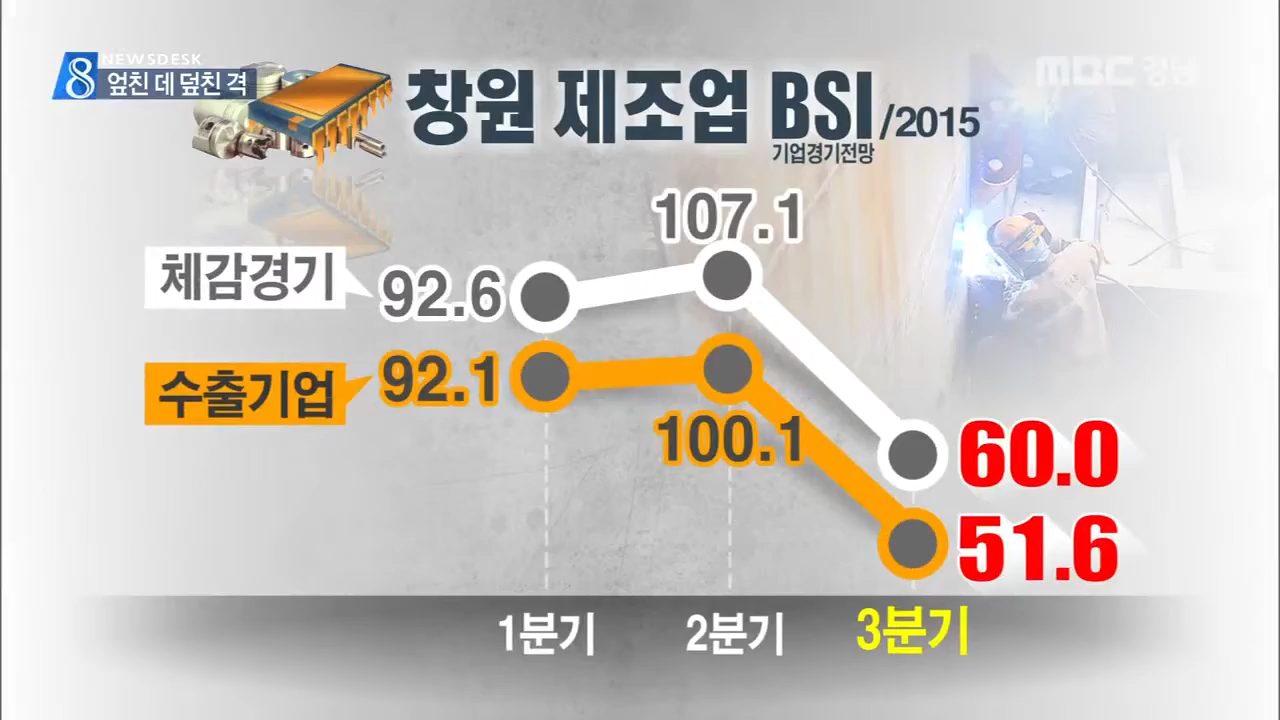 NEWSDESK
8 엎친 데 덮친 격
MBC 경남
창원 제조업 BSI /2015
기업경기전망
107.1
체감경기 92.6
수출기업 92.1
100.1
60.0
51.6
1분기 2분기 3분기